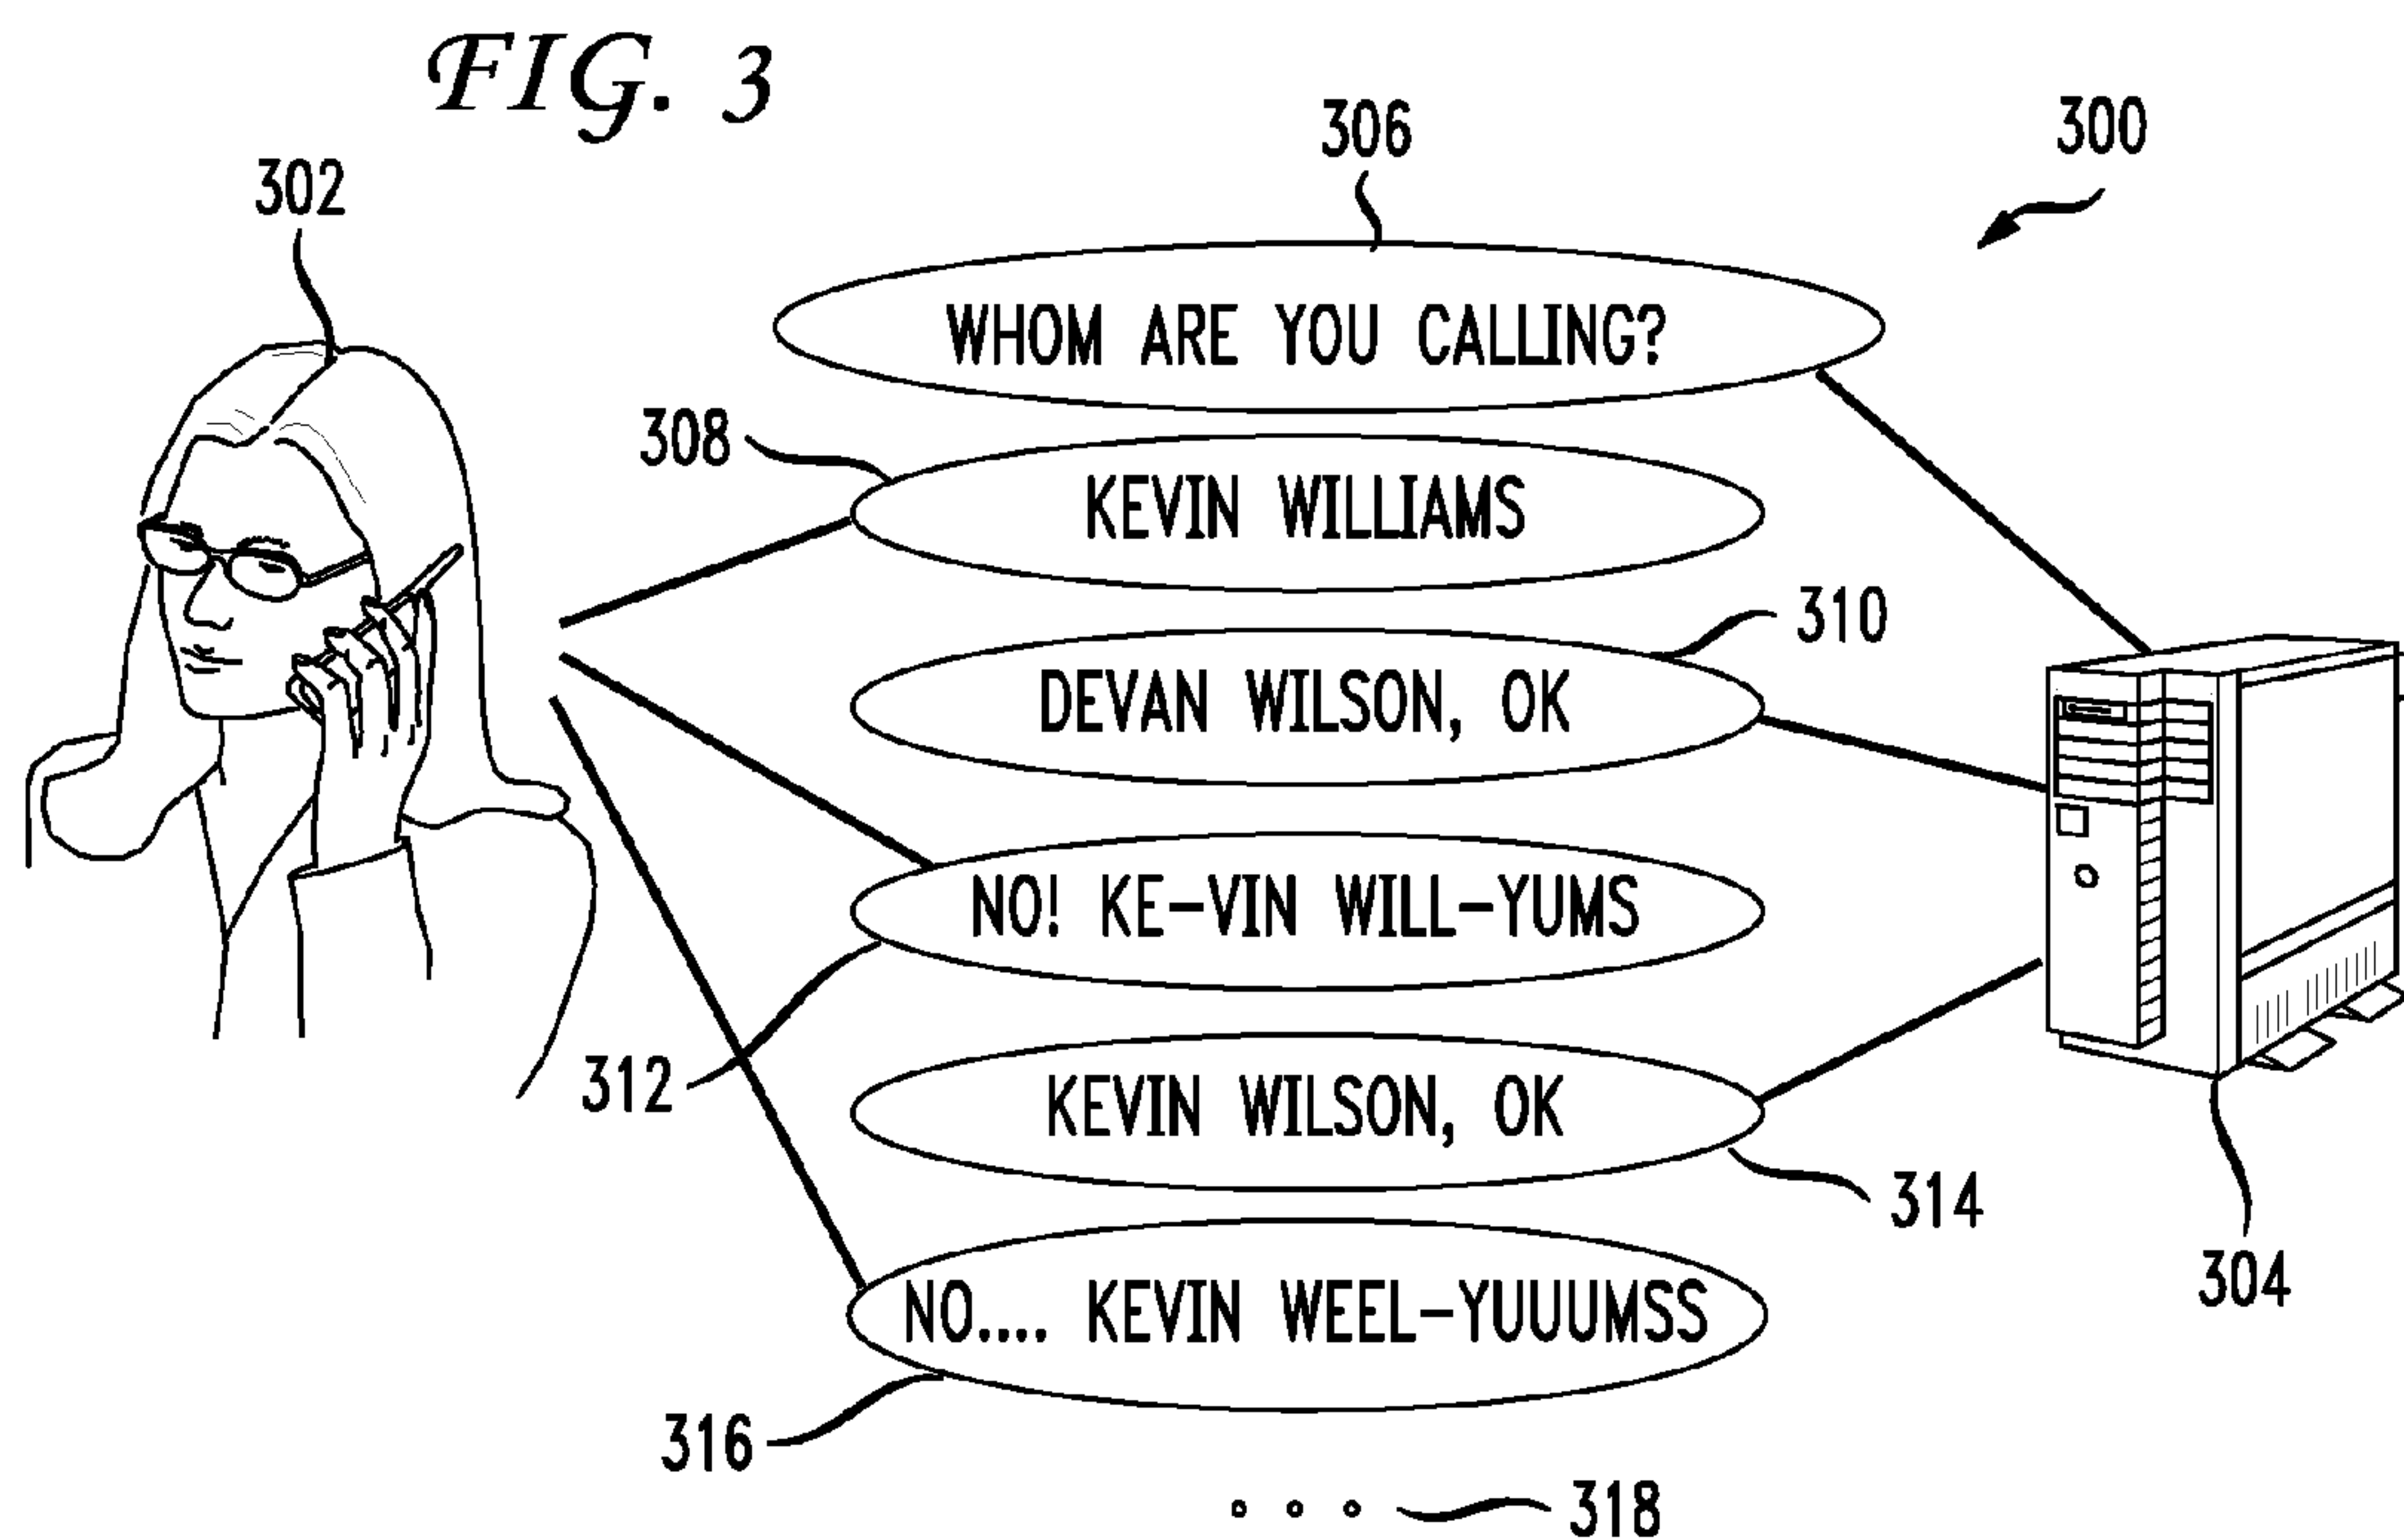 FIG. 3
306
300
302
WHOM ARE YOU CALLING?
308
KEVIN WILLIAMS
310
DEVAN WILSON, OK
NO! KE-VIN WILL-YUMS
312
KEVIN WILSON, OK
314
304
NO.... KEVIN WEEL-YUUUMSS
316
318